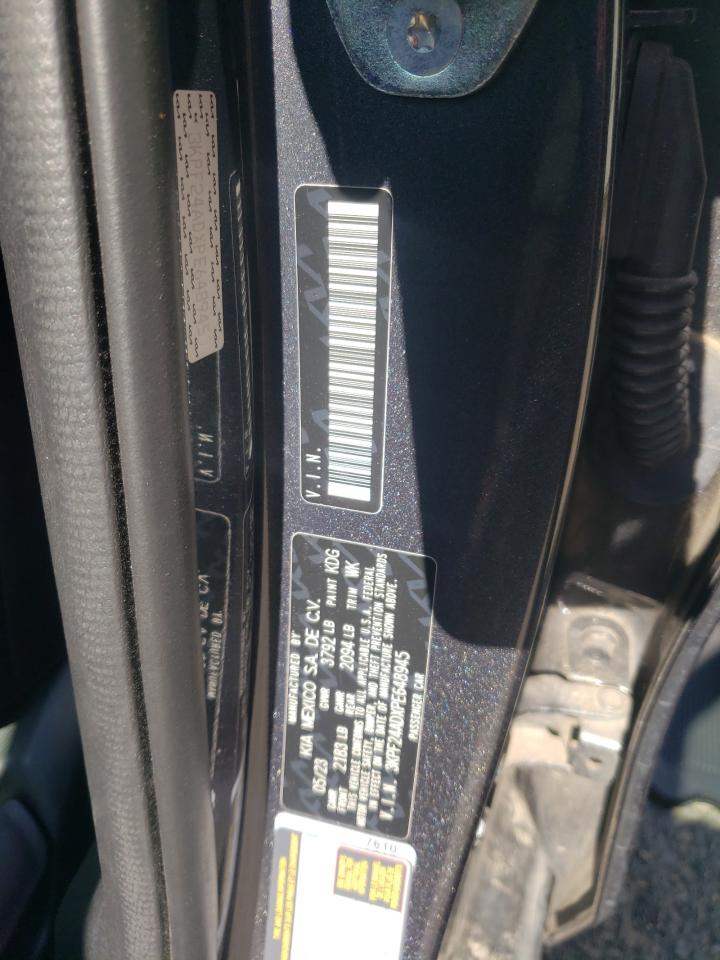 V.I.N.
MANUFACTURED BY
KIA MEXICO S.A. DE C.V.
05/23 GVWR 3792 LB PAINT KDG
GAWR FRONT 2183 LB GAWR REAR 2094 LB TRIM WK
THIS VEHICLE CONFORMS TO ALL APPLICABLE U.S.A. FEDERAL
MOTOR VEHICLE SAFETY, BUMPER, AND THEFT PREVENTION STANDARDS
IN EFFECT ON THE DATE OF MANUFACTURE SHOWN ABOVE.
V.I.N. 3KPF24ADXPE648945
PASSENGER CAR
7610